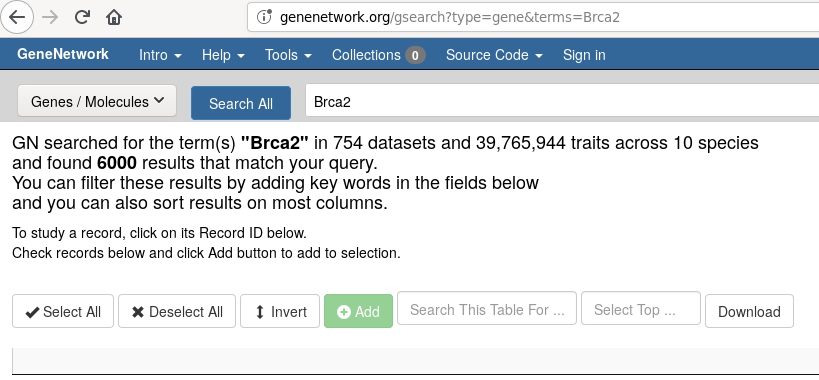 genenetwork.org/gsearch?type=gene&terms=Brca2
GeneNetwork Intro Help Tools Collections 0 Source Code Sign in
Genes / Molecules Search All Brca2
GN searched for the term(s) "Brca2" in 754 datasets and 39,765,944 traits across 10 species
and found 6000 results that match your query.
You can filter these results by adding key words in the fields below
and you can also sort results on most columns.
To study a record, click on its Record ID below.
Check records below and click Add button to add to selection.
Select All Deselect All Invert Add Search This Table For ... Select Top ... Download